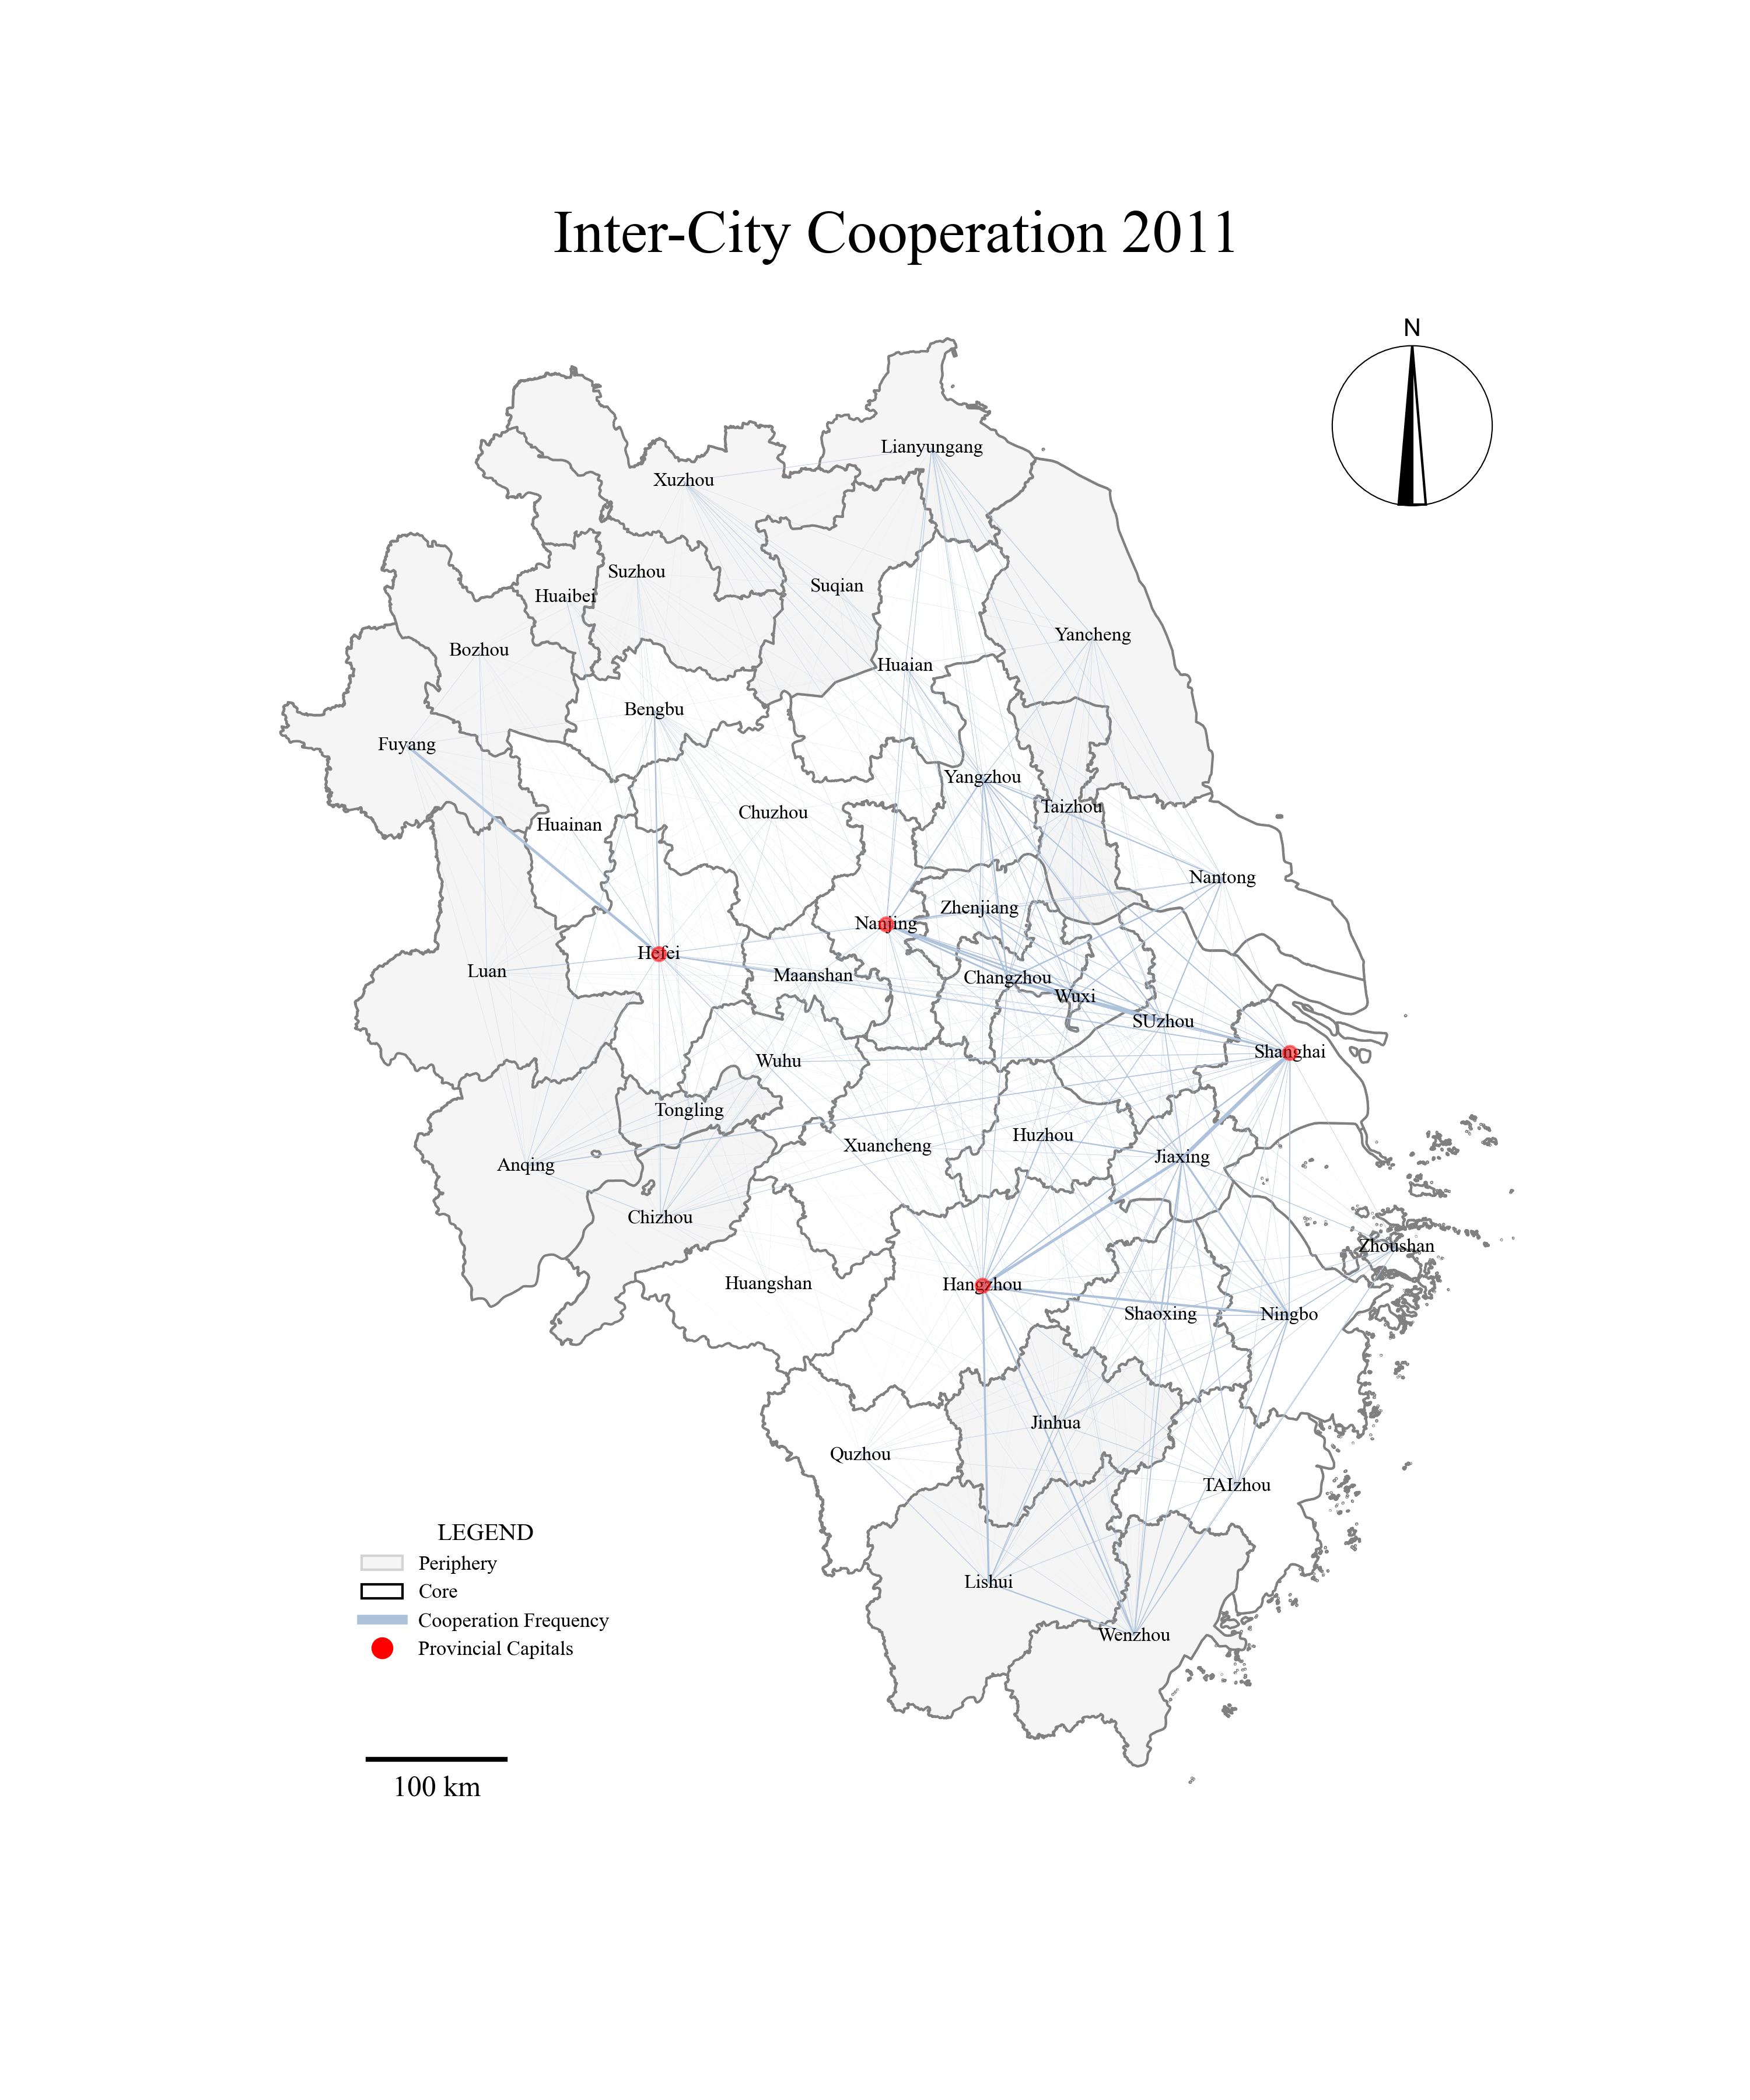 Inter-City Cooperation 2011
N
Lianyungang
Xuzhou
Suzhou
Suqian
Huaibei
Yancheng
Bozhou
Huaian
Bengbu
Fuyang
Yangzhou
Taizhou
Chuzhou
Huainan
Nantong
Zhenjiang
Nanjing
Hefei
Luan
Maanshan
Changzhou
Wuxi
SUzhou
Shanghai
Wuhu
Tongling
Huzhou
Xuancheng
Jiaxing
Anqing
Chizhou
Zhoushan
Huangshan
Hangzhou
Shaoxing
Ningbo
Jinhua
Quzhou
TAIzhou
Lishui
Wenzhou
LEGEND
Periphery
Core
Cooperation Frequency
Provincial Capitals
100 km